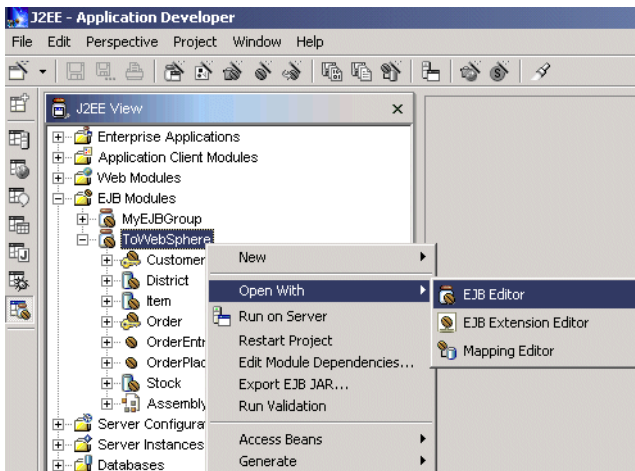 J2EE - Application Developer
File Edit Perspective Project Window Help
J2EE View
Enterprise Applications
Application Client Modules
Web Modules
EJB Modules
MyEJBGroup
ToWebSphere
Customer
District
Item
Order
OrderEntr
OrderPlac
Stock
Assembly
Server Configura
Server Instances
Databases
New
Open With
Run on Server
Restart Project
Edit Module Dependencies...
Export EJB JAR...
Run Validation
Access Beans
Generate
EJB Editor
EJB Extension Editor
Mapping Editor